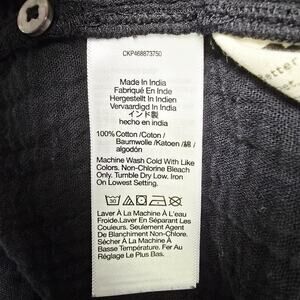 CKP468873750
Made In India
Fabriqué En Inde
Hergestellt In Indien
Vervaardigd In India
インド製
hecho en india
100% Cotton /Coton /
Baumwolle /Katoen /綿 /
algodón
Machine Wash Cold With Like
Colors. Non-Chlorine Bleach
Only. Tumble Dry Low. Iron
On Lowest Setting.
Laver À La Machine À L'eau
Froide.Laver En Séparant Les
Couleurs. Seulement Agent
De Blanchiment Non-Chlore.
Sécher À La Machine À
Basse Température. Fer Au
Réglage Le Plus Bas.
etter